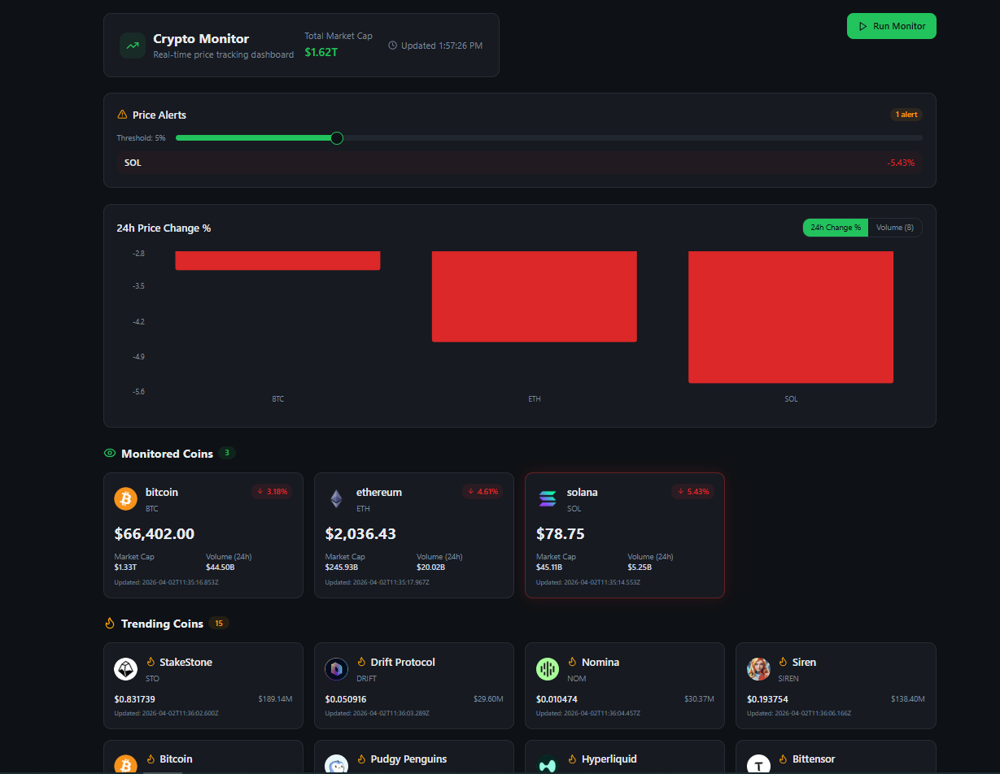 Crypto Monitor
Real-time price tracking dashboard
Total Market Cap
$1.62T
Updated 1:57:26 PM
Run Monitor
Price Alerts
1 alert
Threshold: 5%
SOL -5.43%
24h Price Change %
24h Change % Volume (B)
-2.8
-3.5
-4.2
-4.9
-5.6
BTC ETH SOL
Monitored Coins 3
bitcoin
3.18%
BTC
$66,402.00
Market Cap Volume (24h)
$1.33T $44.50B
Updated: 2026-04-02T11:35:16.853Z
ethereum
4.61%
ETH
$2,036.43
Market Cap Volume (24h)
$245.93B $20.02B
Updated: 2026-04-02T11:35:17.967Z
solana
5.43%
SOL
$78.75
Market Cap Volume (24h)
$45.11B $5.25B
Updated: 2026-04-02T11:35:14.553Z
Trending Coins 15
StakeStone
STO
$0.831739 $189.14M
Updated: 2026-04-02T11:36:02.600Z
Drift Protocol
DRIFT
$0.050916 $29.60M
Updated: 2026-04-02T11:36:03.289Z
Nomina
NOM
$0.010474 $30.37M
Updated: 2026-04-02T11:36:04.457Z
Siren
SIREN
$0.193754 $138.40M
Updated: 2026-04-02T11:36:06.166Z
Bitcoin
Pudgy Penguins
Hyperliquid
Bittensor